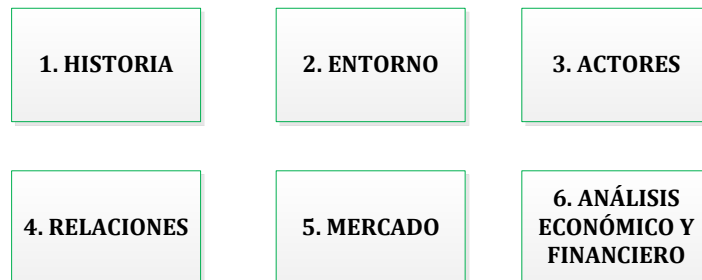 1. HISTORIA
2. ENTORNO
3. ACTORES
4. RELACIONES
5. MERCADO
6. ANÁLISIS
ECONÓMICO Y
FINANCIERO